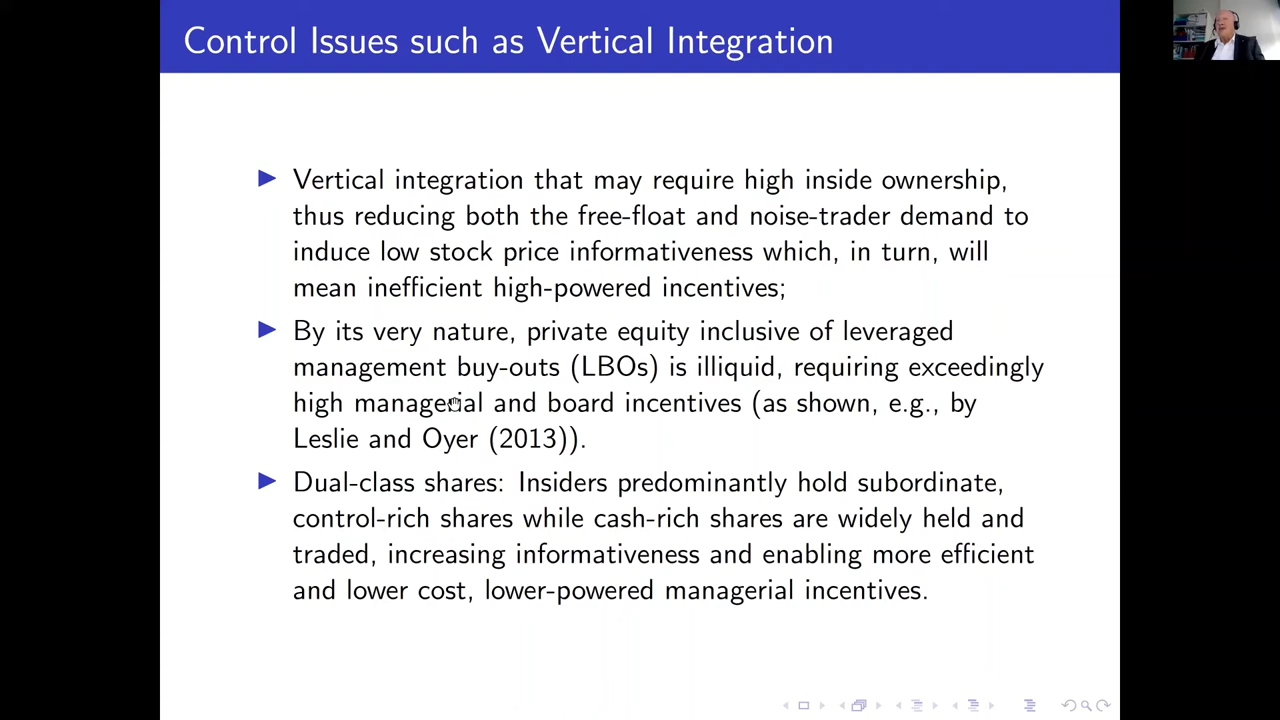 Control Issues such as Vertical Integration
Vertical integration that may require high inside ownership,
thus reducing both the free-float and noise-trader demand to
induce low stock price informativeness which, in turn, will
mean inefficient high-powered incentives;
By its very nature, private equity inclusive of leveraged
management buy-outs (LBOs) is illiquid, requiring exceedingly
high managerial and board incentives (as shown, e.g., by
Leslie and Oyer (2013)).
Dual-class shares: Insiders predominantly hold subordinate,
control-rich shares while cash-rich shares are widely held and
traded, increasing informativeness and enabling more efficient
and lower cost, lower-powered managerial incentives.